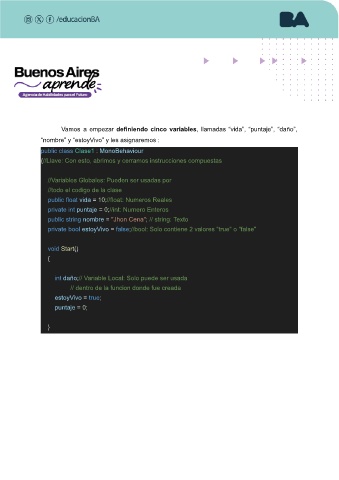 /educacionBA
BA
Buenos Aires
aprende
Agencia de Habilidades para el Futuro
Vamos a empezar definiendo cinco variables, llamadas “vida”, “puntaje”, “daño”,
“nombre” y “estoyVivo” y les asignaremos :
public class Clase1 : MonoBehaviour
{//Llave: Con esto, abrimos y cerramos instrucciones compuestas
//Variables Globales: Pueden ser usadas por
//todo el codigo de la clase
public float vida = 10;//float: Numeros Reales
private int puntaje = 0;//int: Numero Enteros
public string nombre = "Jhon Cena"; // string: Texto
private bool estoyVivo = false;//bool: Solo contiene 2 valores “true” o “false”
void Start()
{
int daño;// Variable Local: Solo puede ser usada
// dentro de la funcion donde fue creada
estoyVivo = true;
puntaje = 0;
}